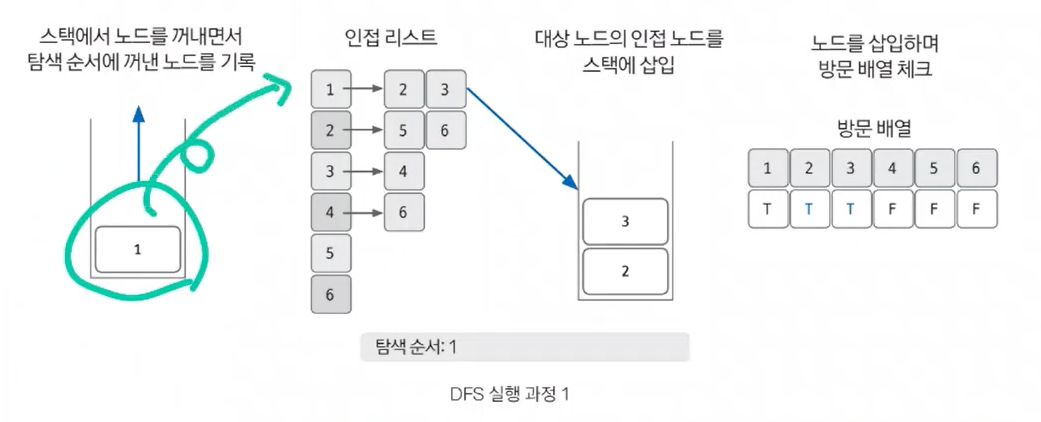 스택에서 노드를 꺼내면서
탐색 순서에 꺼낸 노드를 기록
1
인접 리스트
1 2 3
2 5 6
3 4
4 6
5
6
대상 노드의 인접 노드를
스택에 삽입
3
2
노드를 삽입하며
방문 배열 체크
방문 배열
1 2 3 4 5 6
T T T F F F
탐색 순서: 1
DFS 실행 과정 1